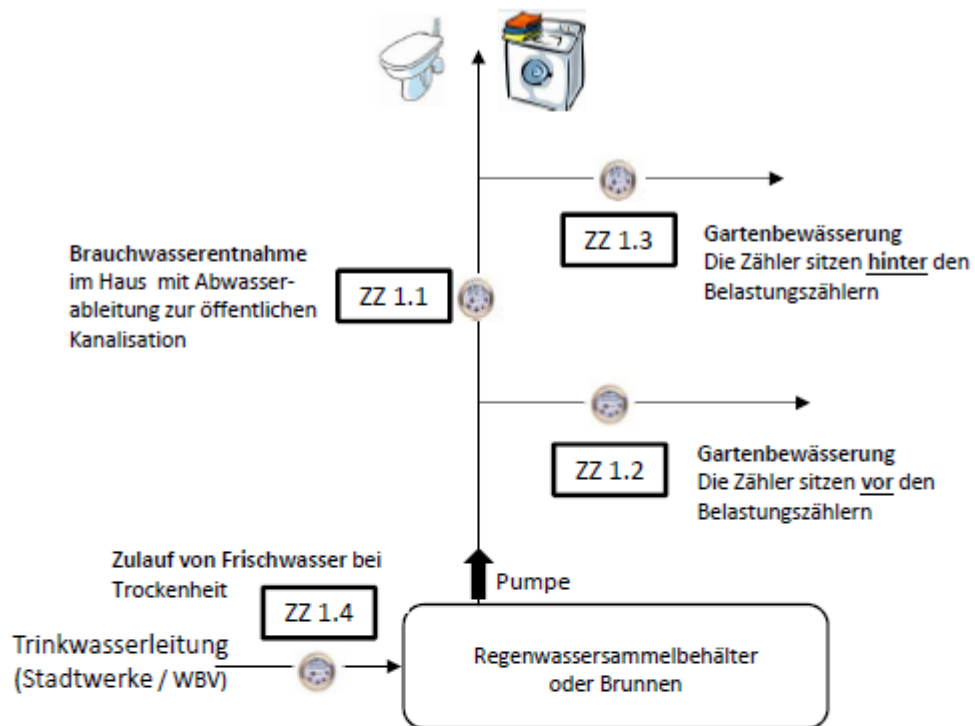 ZZ 1.3
Gartenbewässerung
Die Zähler sitzen hinter den
Belastungszählern
Brauchwasserentnahme
im Haus mit Abwasser-
ableitung zur öffentlichen
Kanalisation
ZZ 1.1
ZZ 1.2
Gartenbewässerung
Die Zähler sitzen vor den
Belastungszählern
Zulauf von Frischwasser bei
Trockenheit
ZZ 1.4
Pumpe
Trinkwasserleitung
(Stadtwerke / WBV)
Regenwassersammelbehälter
oder Brunnen